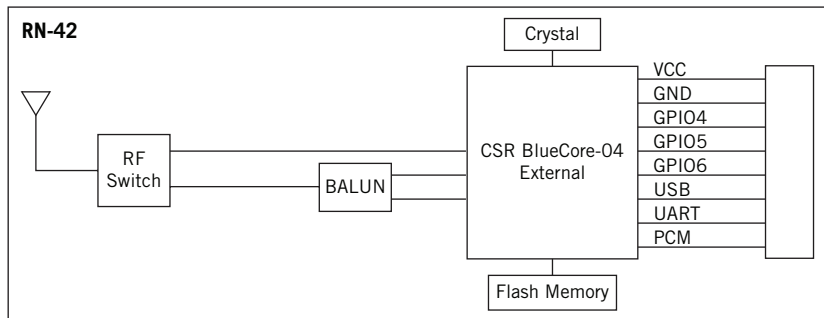 RN-42
Crystal
VCC
GND
GPIO4
GPIO5
GPIO6
USB
UART
PCM
CSR BlueCore-04
External
RF
Switch
BALUN
Flash Memory